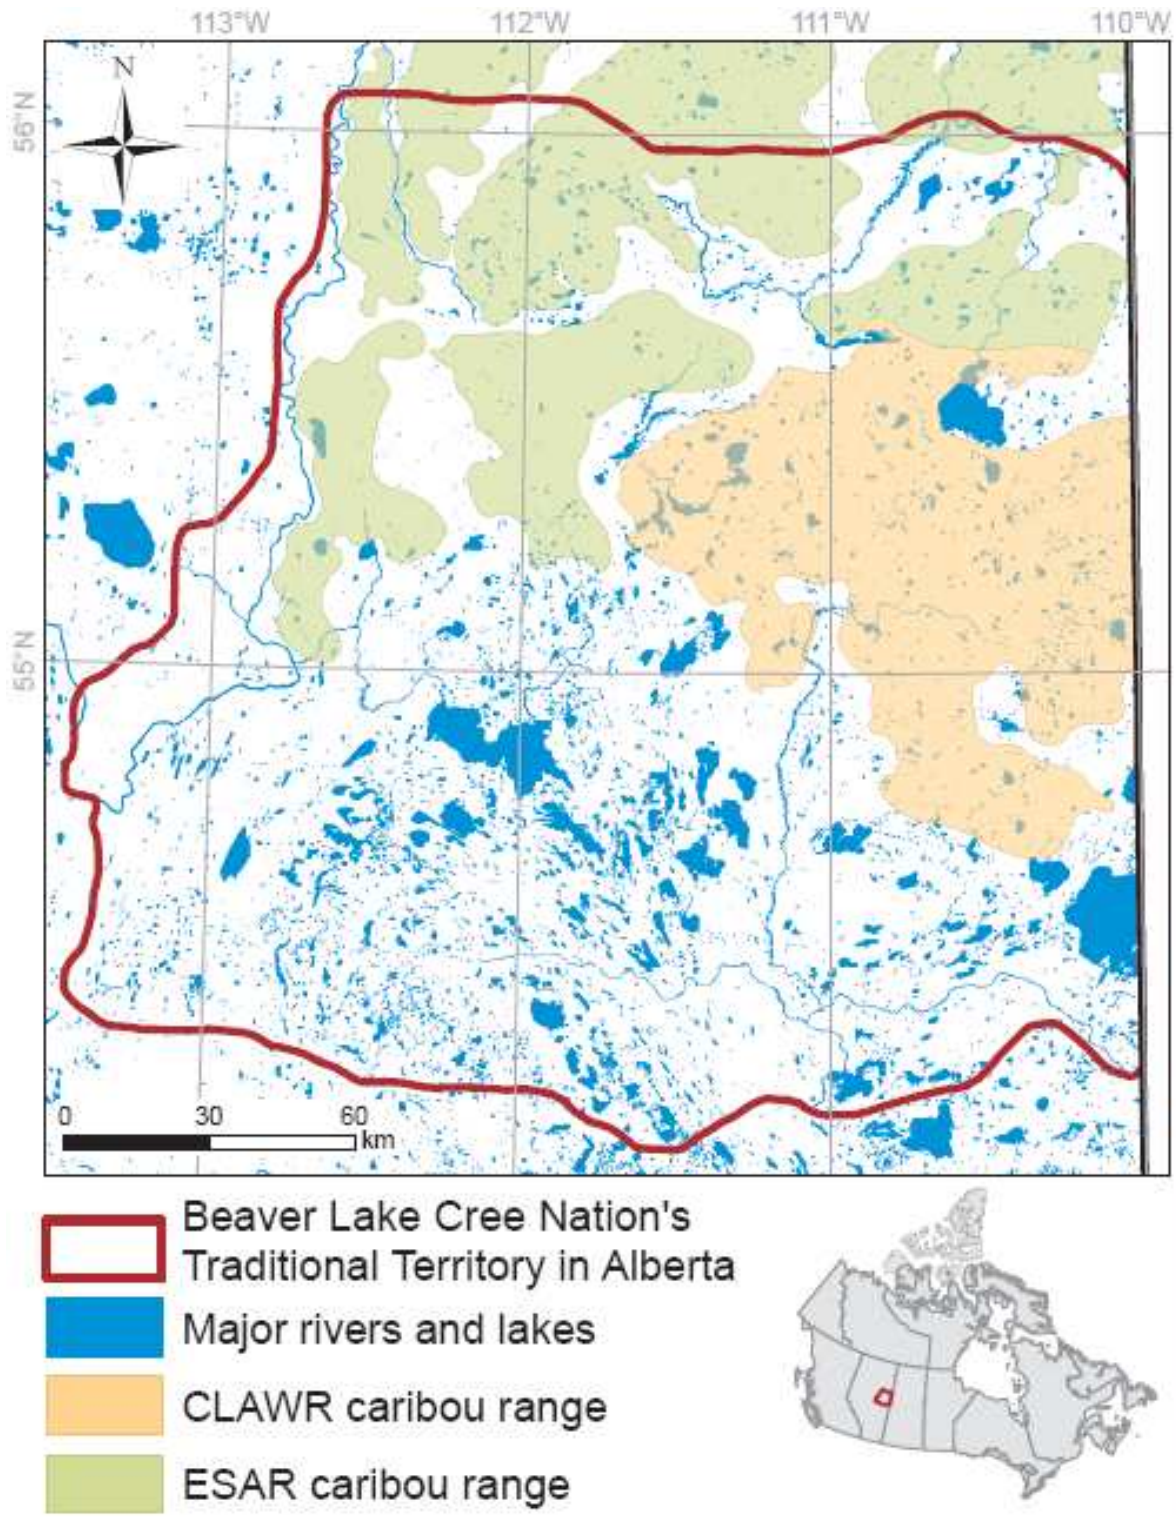 113°W 112°W 111°W 110°W
N
56°N
55°N
0 30 60
km
Beaver Lake Cree Nation's
Traditional Territory in Alberta
Major rivers and lakes
CLAWR caribou range
ESAR caribou range